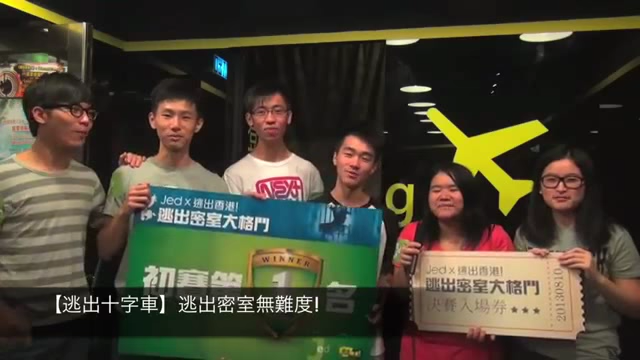 Jed x 逃出香港!
逃出密室大格鬥
初賽第1名
WINNER
Jed x 逃出香港!
逃出密室大格鬥
決賽入場券 ★★★
20130810
【逃出十字車】逃出密室無難度!